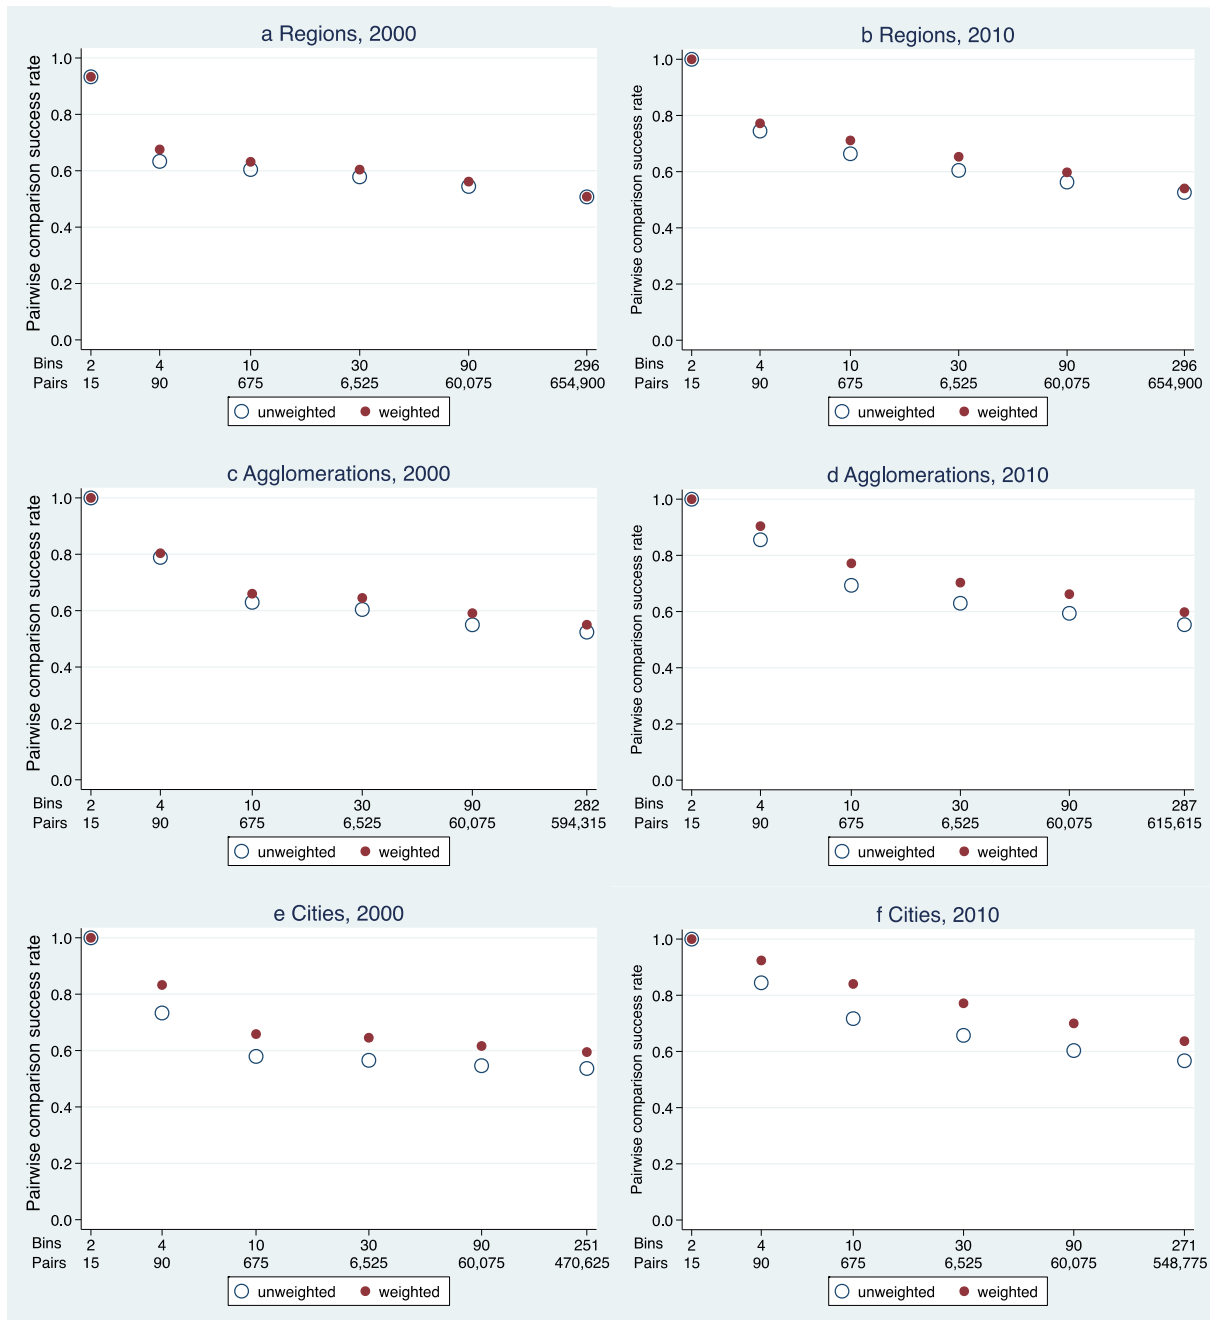 a Regions, 2000
Pairwise comparison success rate
1.0
0.8
0.6
0.4
0.2
0.0
Bins 2 4 10 30 90 296
Pairs 15 90 675 6,525 60,075 654,900
unweighted weighted
b Regions, 2010
Pairwise comparison success rate
1.0
0.8
0.6
0.4
0.2
0.0
Bins 2 4 10 30 90 296
Pairs 15 90 675 6,525 60,075 654,900
unweighted weighted
c Agglomerations, 2000
Pairwise comparison success rate
1.0
0.8
0.6
0.4
0.2
0.0
Bins 2 4 10 30 90 282
Pairs 15 90 675 6,525 60,075 594,315
unweighted weighted
d Agglomerations, 2010
Pairwise comparison success rate
1.0
0.8
0.6
0.4
0.2
0.0
Bins 2 4 10 30 90 287
Pairs 15 90 675 6,525 60,075 615,615
unweighted weighted
e Cities, 2000
Pairwise comparison success rate
1.0
0.8
0.6
0.4
0.2
0.0
Bins 2 4 10 30 90 251
Pairs 15 90 675 6,525 60,075 470,625
unweighted weighted
f Cities, 2010
Pairwise comparison success rate
1.0
0.8
0.6
0.4
0.2
0.0
Bins 2 4 10 30 90 271
Pairs 15 90 675 6,525 60,075 548,775
unweighted weighted